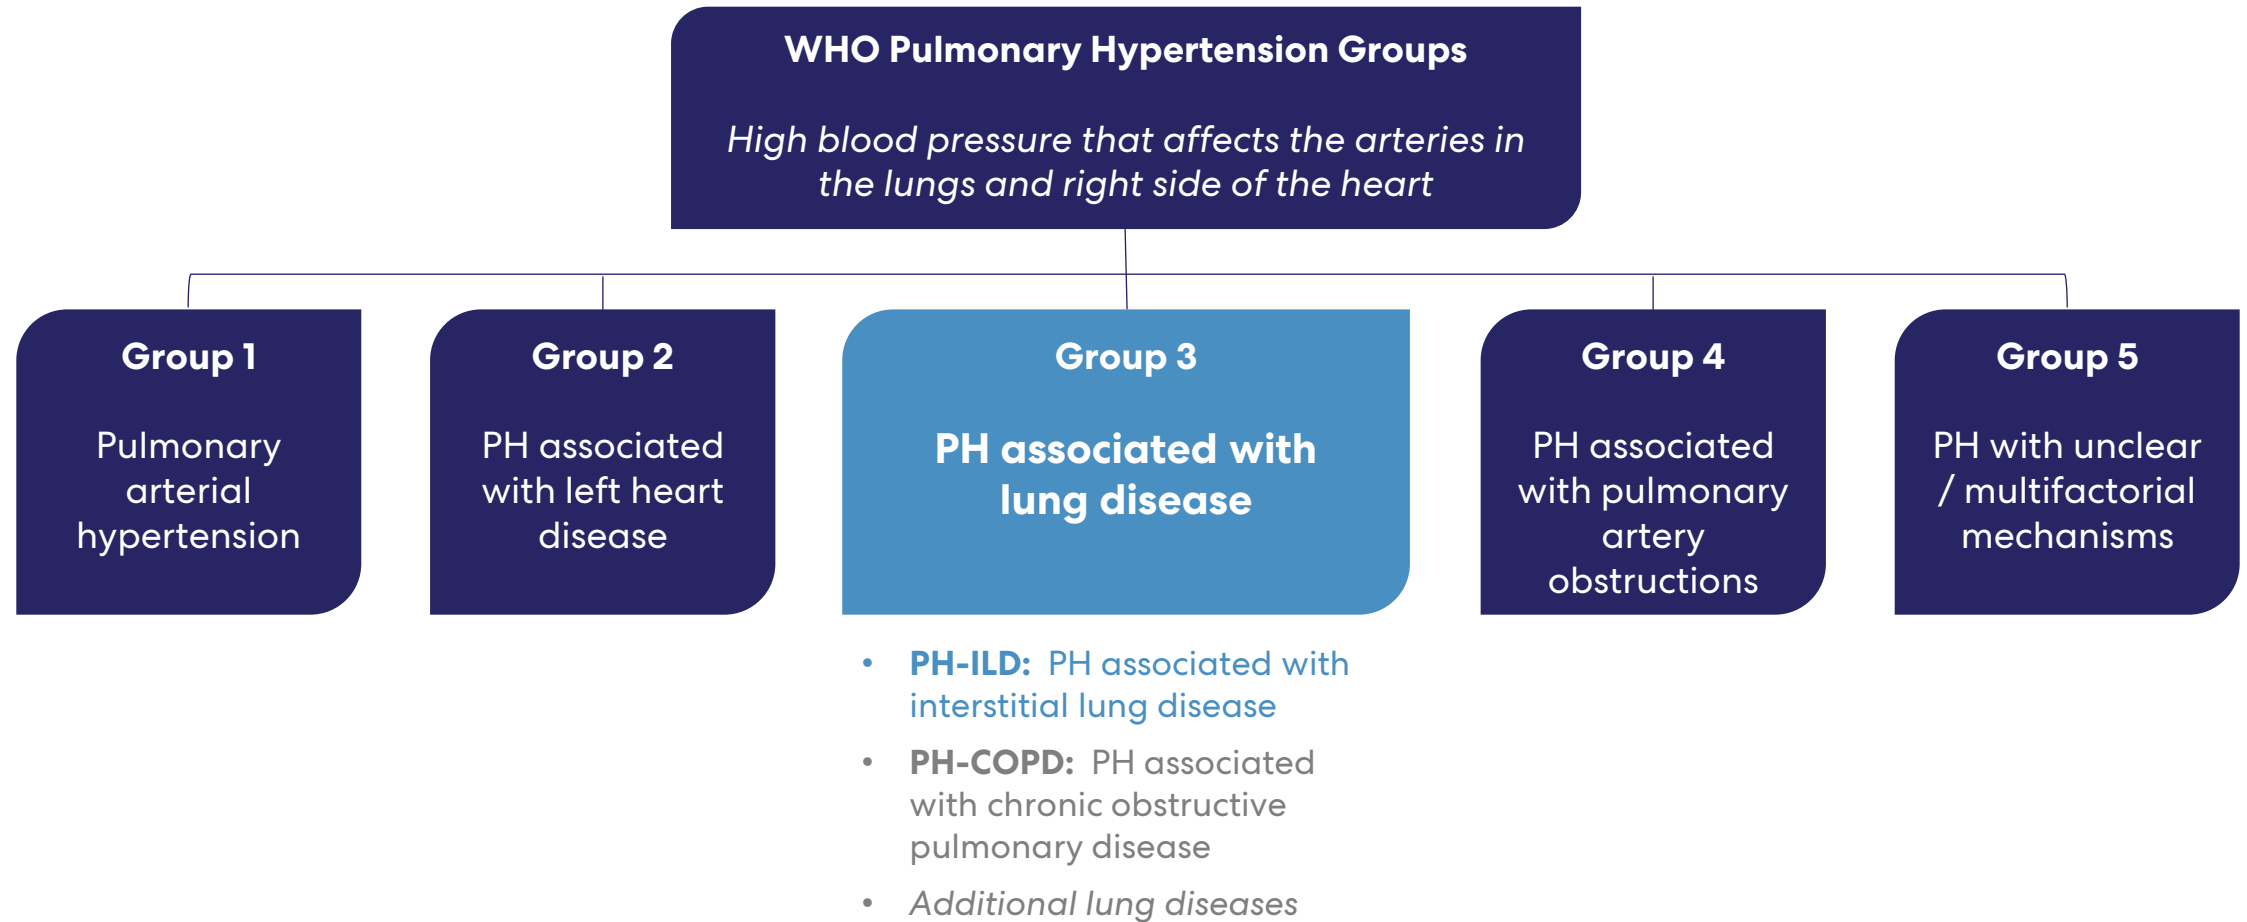 WHO Pulmonary Hypertension Groups
High blood pressure that affects the arteries in
the lungs and right side of the heart
Group 1
Pulmonary
arterial
hypertension
Group 2
PH associated
with left heart
disease
Group 3
PH associated with
lung disease
• PH-ILD: PH associated with
interstitial lung disease
• PH-COPD: PH associated
with chronic obstructive
pulmonary disease
• Additional lung diseases
Group 4
PH associated
with pulmonary
artery
obstructions
Group 5
PH with unclear
/ multifactorial
mechanisms